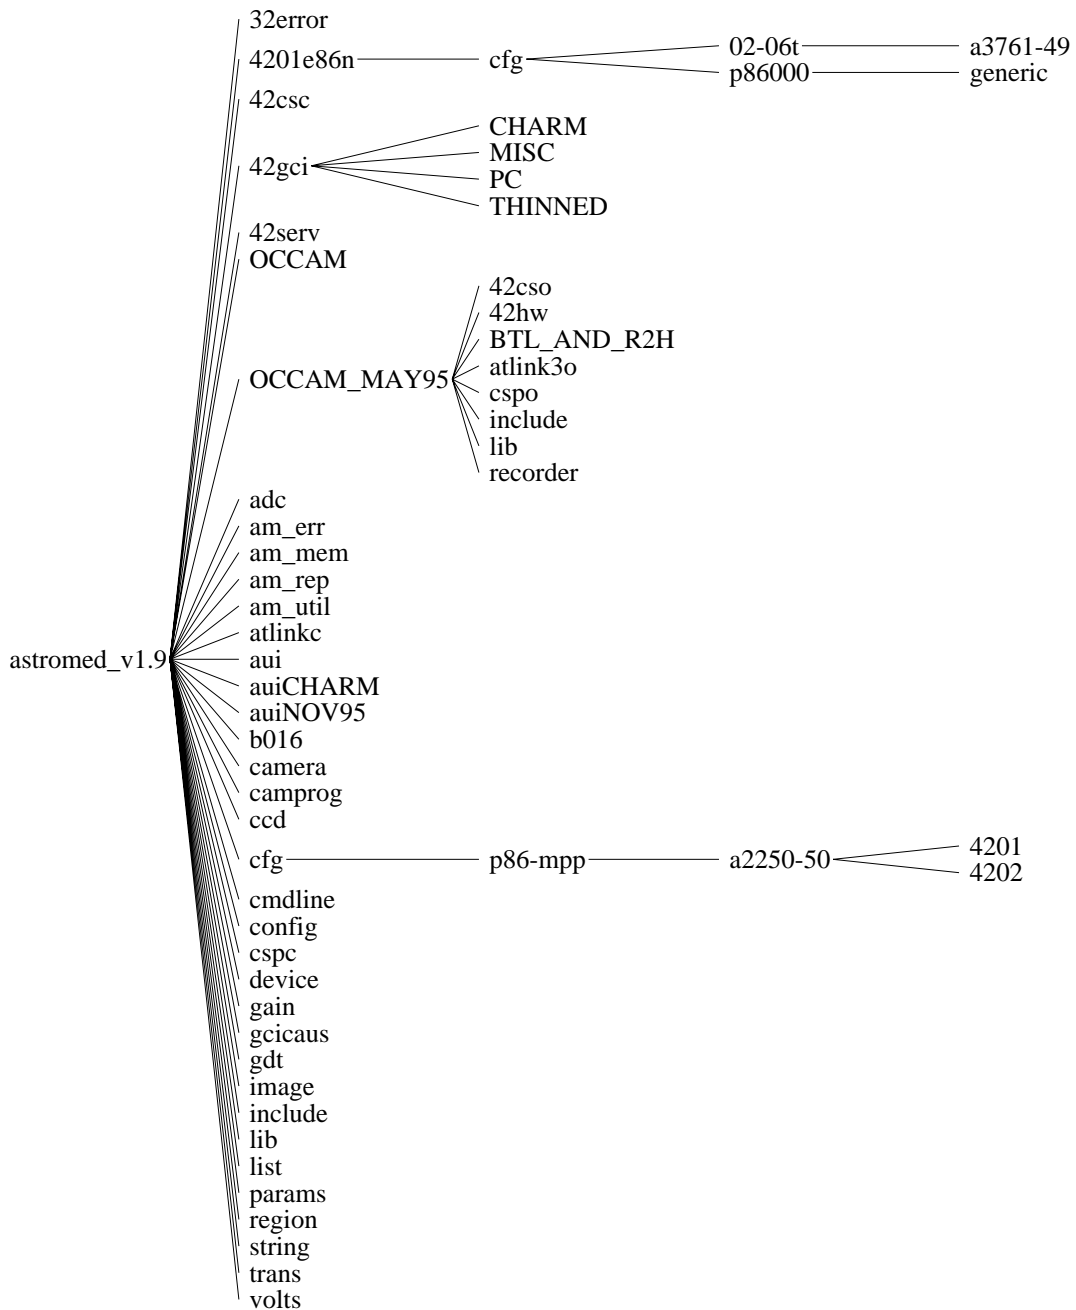 32error
4201e86n cfg 02-06t a3761-49
p86000 generic
42csc
CHARM
MISC
42gci
PC
THINNED
42serv
OCCAM
42cso
42hw
BTL_AND_R2H
atlink3o
OCCAM_MAY95
cspo
include
lib
recorder
adc
am_err
am_mem
am_rep
am_util
atlinkc
astromed_v1.9 aui
auiCHARM
auiNOV95
b016
camera
camprog
ccd
4201
cfg p86-mpp a2250-50
4202
cmdline
config
cspc
device
gain
gcicaus
gdt
image
include
lib
list
params
region
string
trans
volts